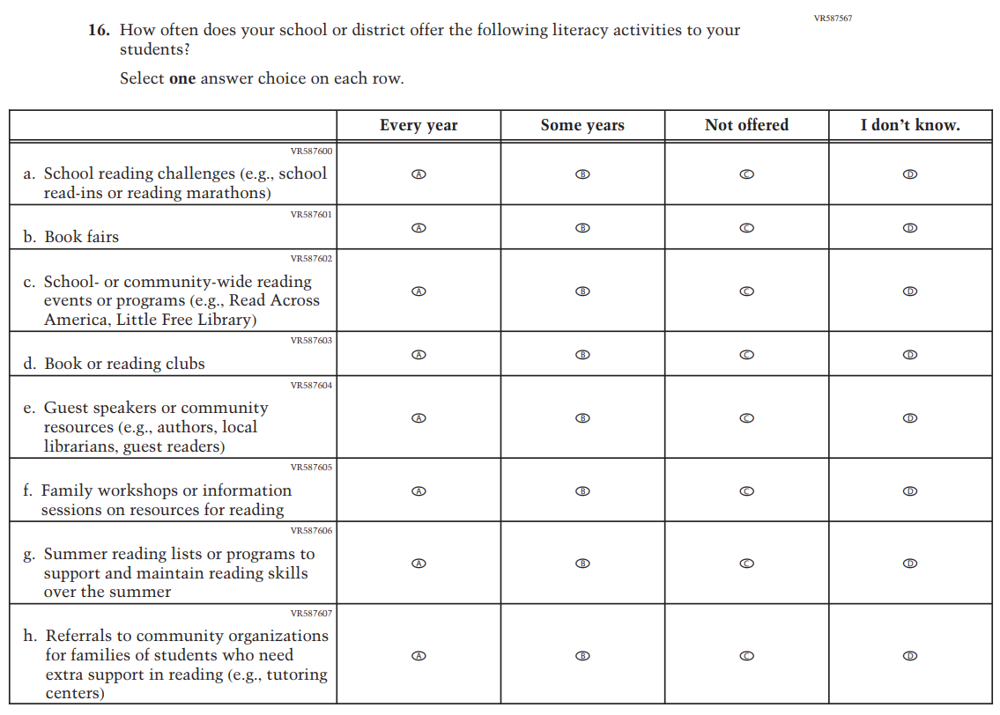 VR587567
16. How often does your school or district offer the following literacy activities to your
students?
Select one answer choice on each row.
Every year Some years Not offered I don’t know.
VR587600
a. School reading challenges (e.g., school
read-ins or reading marathons)
A B C D
VR587601
b. Book fairs
A B C D
VR587602
c. School- or community-wide reading
events or programs (e.g., Read Across
America, Little Free Library)
A B C D
VR587603
d. Book or reading clubs
A B C D
VR587604
e. Guest speakers or community
resources (e.g., authors, local
librarians, guest readers)
A B C D
VR587605
f. Family workshops or information
sessions on resources for reading
A B C D
VR587606
g. Summer reading lists or programs to
support and maintain reading skills
over the summer
A B C D
VR587607
h. Referrals to community organizations
for families of students who need
extra support in reading (e.g., tutoring
centers)
A B C D